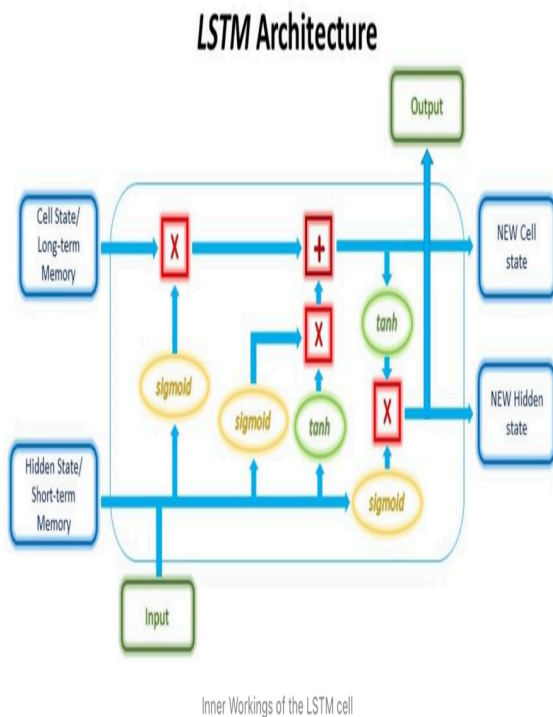 LSTM Architecture
Output
Cell State/
Long-term
Memory
X
+
NEW Cell
state
tanh
X
sigmoid
sigmoid
tanh
X
NEW Hidden
state
Hidden State/
Short-term
Memory
sigmoid
Input
Inner Workings of the LSTM cell